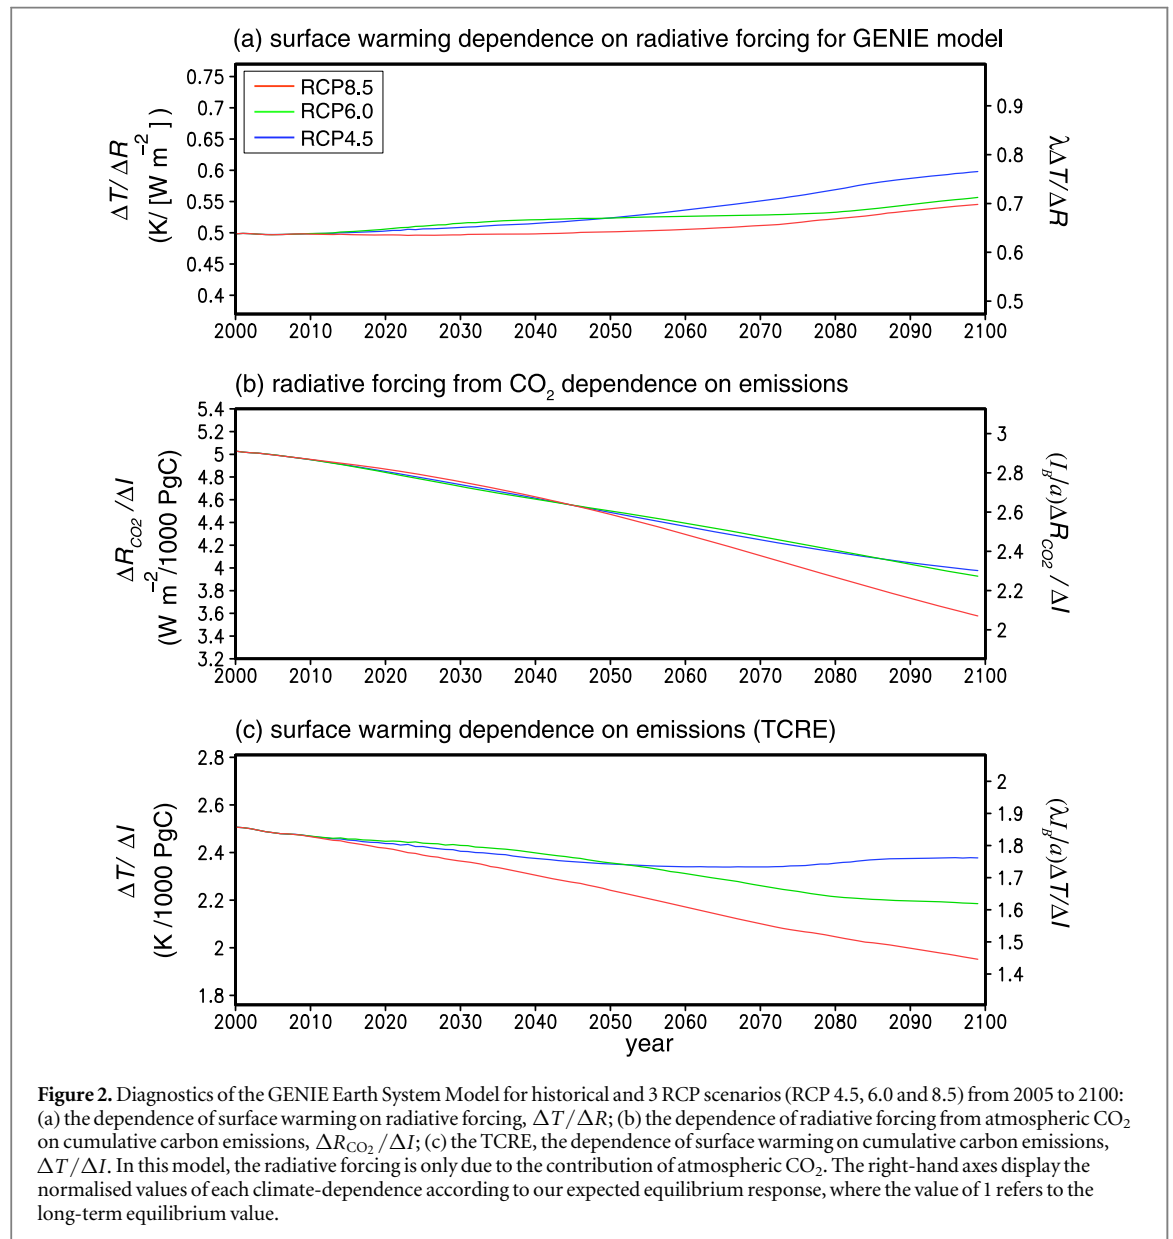 (a) surface warming dependence on radiative forcing for GENIE model
ΔT/ΔR
(K/ [W m⁻²])
0.75
0.7
0.65
0.6
0.55
0.5
0.45
0.4
RCP8.5
RCP6.0
RCP4.5
0.9
0.8
0.7
0.6
0.5
λΔT/ΔR
2000 2010 2020 2030 2040 2050 2060 2070 2080 2090 2100
(b) radiative forcing from CO₂ dependence on emissions
ΔR_CO2 /ΔI
(W m⁻²/1000 PgC)
5.4
5.2
5
4.8
4.6
4.4
4.2
4
3.8
3.6
3.4
3.2
3
2.8
2.6
2.4
2.2
2
(I_B/a)ΔR_CO2 /ΔI
2000 2010 2020 2030 2040 2050 2060 2070 2080 2090 2100
(c) surface warming dependence on emissions (TCRE)
ΔT/ ΔI
(K /1000 PgC)
2.8
2.6
2.4
2.2
2
1.8
2
1.9
1.8
1.7
1.6
1.5
1.4
(λI_B/a)ΔT/ΔI
2000 2010 2020 2030 2040 2050 2060 2070 2080 2090 2100
year
Figure 2. Diagnostics of the GENIE Earth System Model for historical and 3 RCP scenarios (RCP 4.5, 6.0 and 8.5) from 2005 to 2100:
(a) the dependence of surface warming on radiative forcing, ΔT/ΔR; (b) the dependence of radiative forcing from atmospheric CO2
on cumulative carbon emissions, ΔR_CO₂/ΔI; (c) the TCRE, the dependence of surface warming on cumulative carbon emissions,
ΔT/ΔI. In this model, the radiative forcing is only due to the contribution of atmospheric CO₂. The right-hand axes display the
normalised values of each climate-dependence according to our expected equilibrium response, where the value of 1 refers to the
long-term equilibrium value.